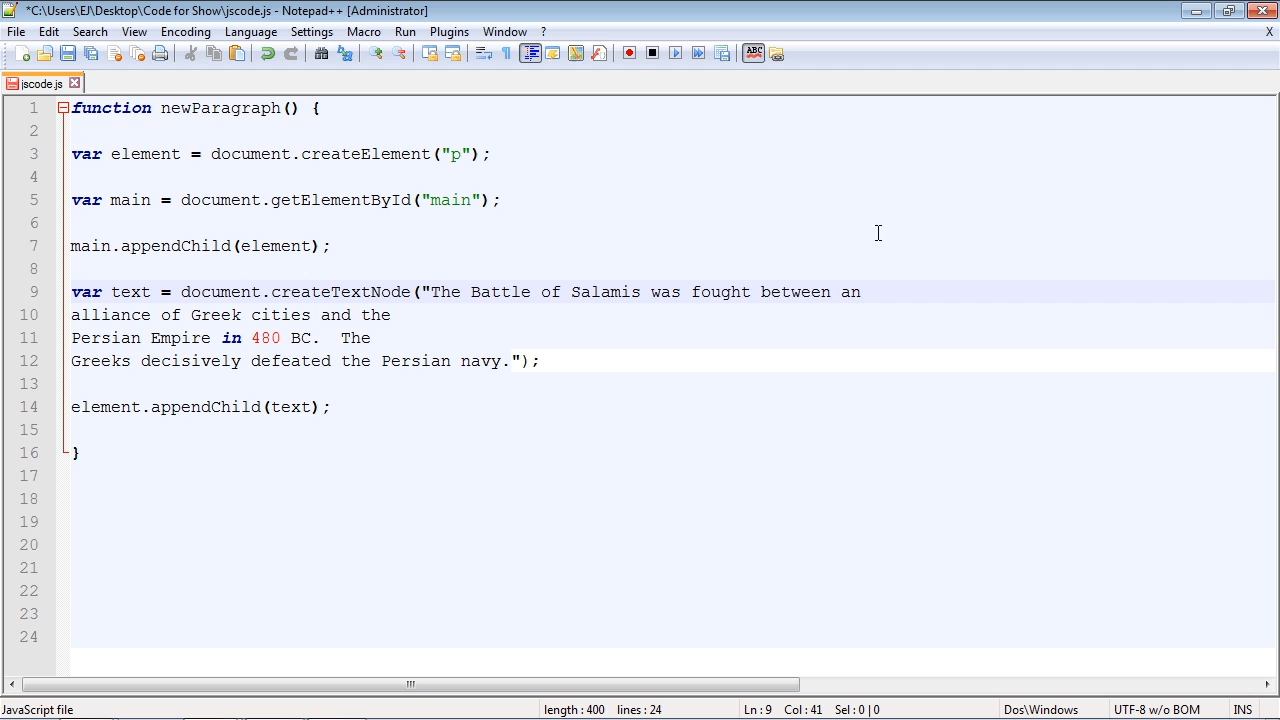 *C:\Users\EJ\Desktop\Code for Show\jscode.js - Notepad++ [Administrator]
File Edit Search View Encoding Language Settings Macro Run Plugins Window ? X
ABC
jscode.js
1 function newParagraph() {
2
3 var element = document.createElement("p");
4
5 var main = document.getElementById("main");
6
7 main.appendChild(element);
8
9 var text = document.createTextNode("The Battle of Salamis was fought between an
10 alliance of Greek cities and the
11 Persian Empire in 480 BC.  The
12 Greeks decisively defeated the Persian navy.");
13
14 element.appendChild(text);
15
16 }
17
18
19
20
21
22
23
24
JavaScript file length : 400 lines : 24 Ln : 9 Col : 41 Sel : 0 | 0 Dos\Windows UTF-8 w/o BOM INS